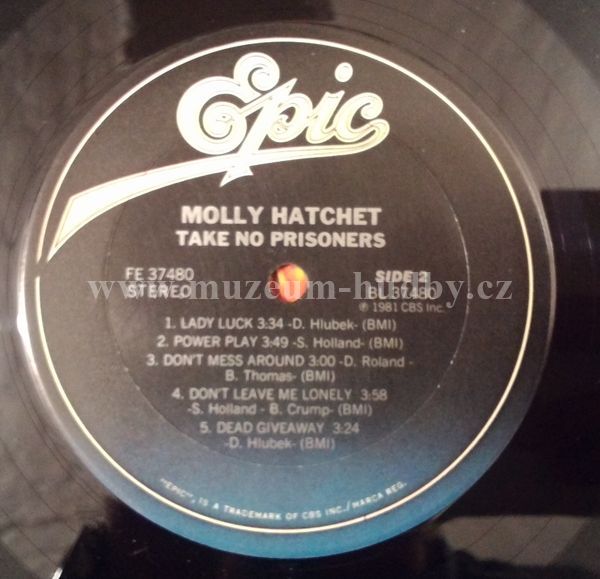 Epic
MOLLY HATCHET
TAKE NO PRISONERS
FE 37480
STEREO
SIDE 2
BL 37480
℗ 1981 CBS Inc.
www.muzeum-hudby.cz
1. LADY LUCK 3:34 -D. Hlubek- (BMI)
2. POWER PLAY 3:49 -S. Holland- (BMI)
3. DON'T MESS AROUND 3:00 -D. Roland -
B. Thomas- (BMI)
4. DON'T LEAVE ME LONELY 3:58
-S. Holland - B. Crump- (BMI)
5. DEAD GIVEAWAY 3:24
-D. Hlubek- (BMI)
"EPIC", IS A TRADEMARK OF CBS INC./MARCA REG.